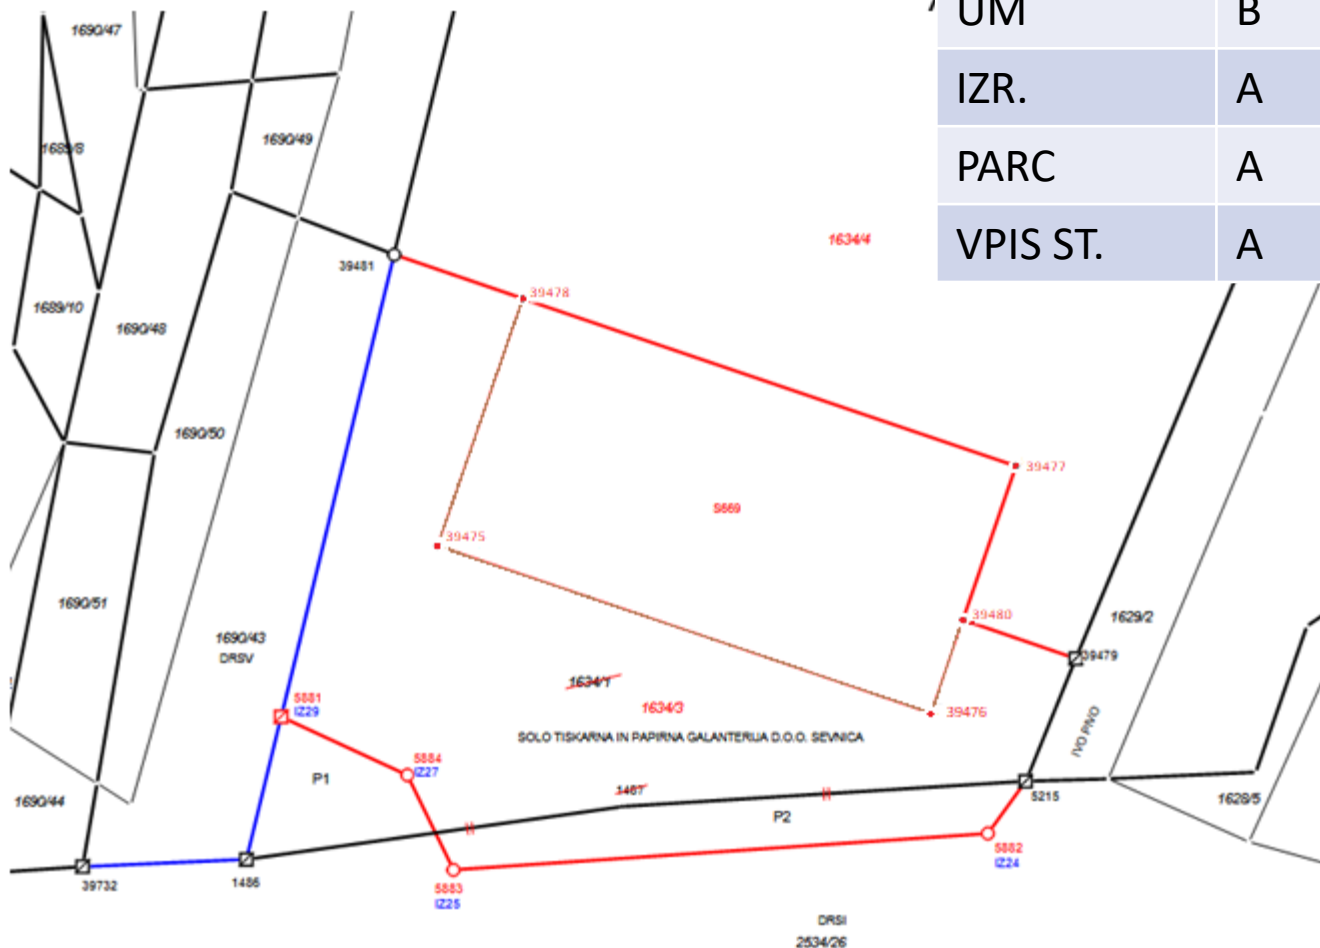 UM B
IZR. A
PARC A
VPIS ST. A
1690/47
1690/49
1634/4
39481
39478
1689/10
1690/48
1690/50
39477
S669
39475
1690/51
39480
1629/2
1690/43
DRSV
39479
1634/1
1634/3
5881
IZ29
39476
IVO PIVO
SOLO TISKARNA IN PAPIRNA GALANTERIJA D.O.O. SEVNICA
5884
IZ27
P1
1487
1690/44
P2
5215
1628/5
5882
IZ24
39732
1486
5883
IZ25
DRSI
2534/26